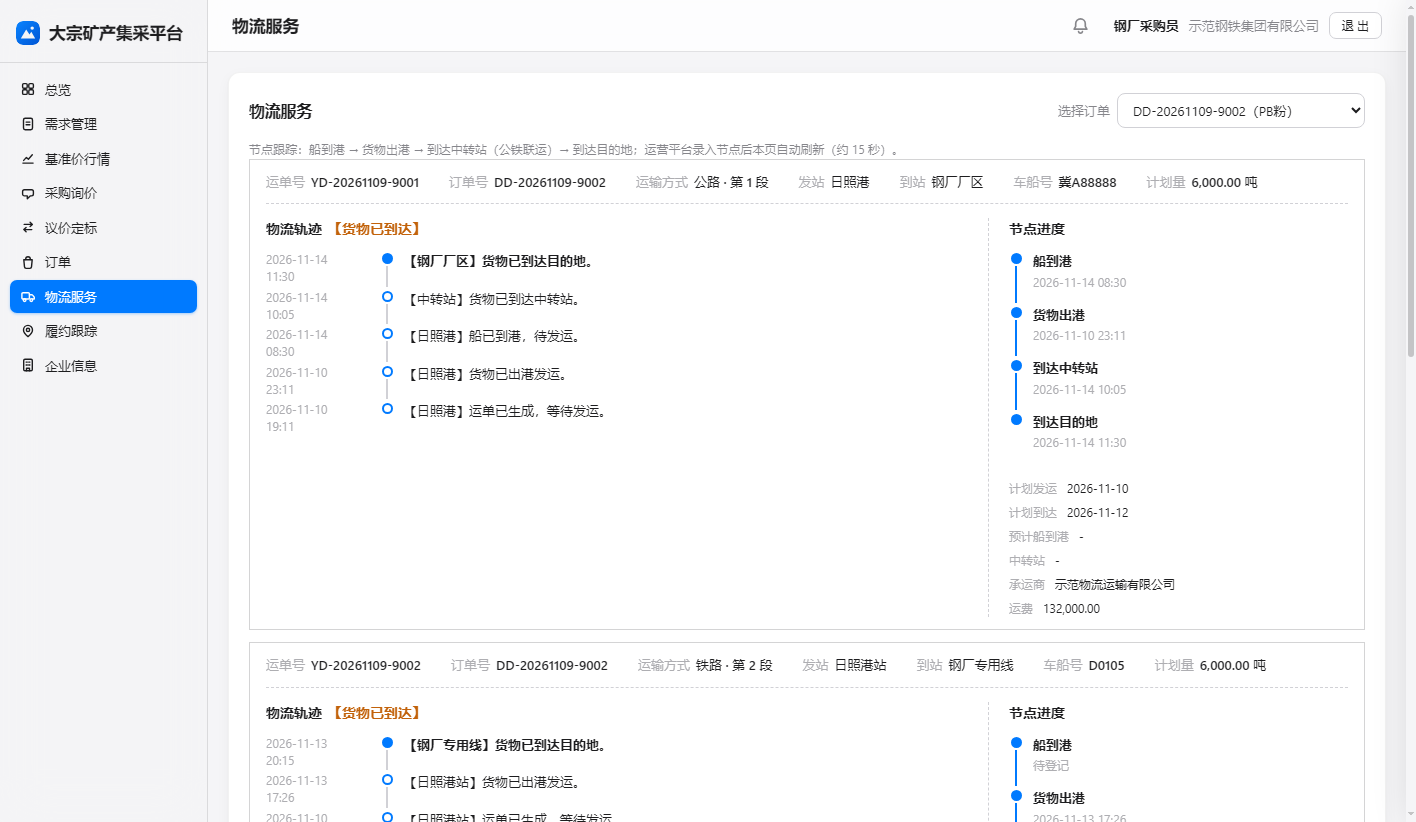 大宗矿产集采平台
总览
需求管理
基准价行情
采购询价
议价定标
订单
物流服务
履约跟踪
企业信息
物流服务
钢厂采购员 示范钢铁集团有限公司 退 出
物流服务
选择订单 DD-20261109-9002（PB粉）
节点跟踪：船到港 → 货物出港 → 到达中转站（公铁联运）→ 到达目的地；运营平台录入节点后本页自动刷新（约 15 秒）。
运单号 YD-20261109-9001 订单号 DD-20261109-9002 运输方式 公路 · 第 1 段 发站 日照港 到站 钢厂厂区 车船号 冀A88888 计划量 6,000.00 吨
物流轨迹 【货物已到达】
2026-11-14 11:30 【钢厂厂区】货物已到达目的地。
2026-11-14 10:05 【中转站】货物已到达中转站。
2026-11-14 08:30 【日照港】船已到港，待发运。
2026-11-10 23:11 【日照港】货物已出港发运。
2026-11-10 19:11 【日照港】运单已生成，等待发运。
节点进度
船到港
2026-11-14 08:30
货物出港
2026-11-10 23:11
到达中转站
2026-11-14 10:05
到达目的地
2026-11-14 11:30
计划发运 2026-11-10
计划到达 2026-11-12
预计船到港 -
中转站 -
承运商 示范物流运输有限公司
运费 132,000.00
运单号 YD-20261109-9002 订单号 DD-20261109-9002 运输方式 铁路 · 第 2 段 发站 日照港站 到站 钢厂专用线 车船号 D0105 计划量 6,000.00 吨
物流轨迹 【货物已到达】
2026-11-13 20:15 【钢厂专用线】货物已到达目的地。
2026-11-13 17:26 【日照港站】货物已出港发运。
2026-11-10 【日照港站】运单已生成，等待发运
节点进度
船到港
待登记
货物出港
2026-11-13 17:26